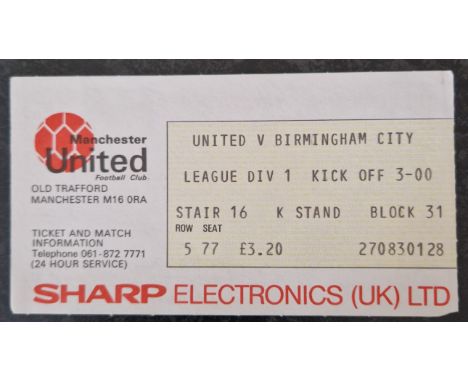 Manchester
United
Football Club
OLD TRAFFORD
MANCHESTER M16 0RA
TICKET AND MATCH
INFORMATION
Telephone 061-872 7771
(24 HOUR SERVICE)
UNITED V BIRMINGHAM CITY
LEAGUE DIV 1 KICK OFF 3-00
STAIR 16 K STAND BLOCK 31
ROW SEAT
5 77 £3.20 270830128
SHARP ELECTRONICS (UK) LTD